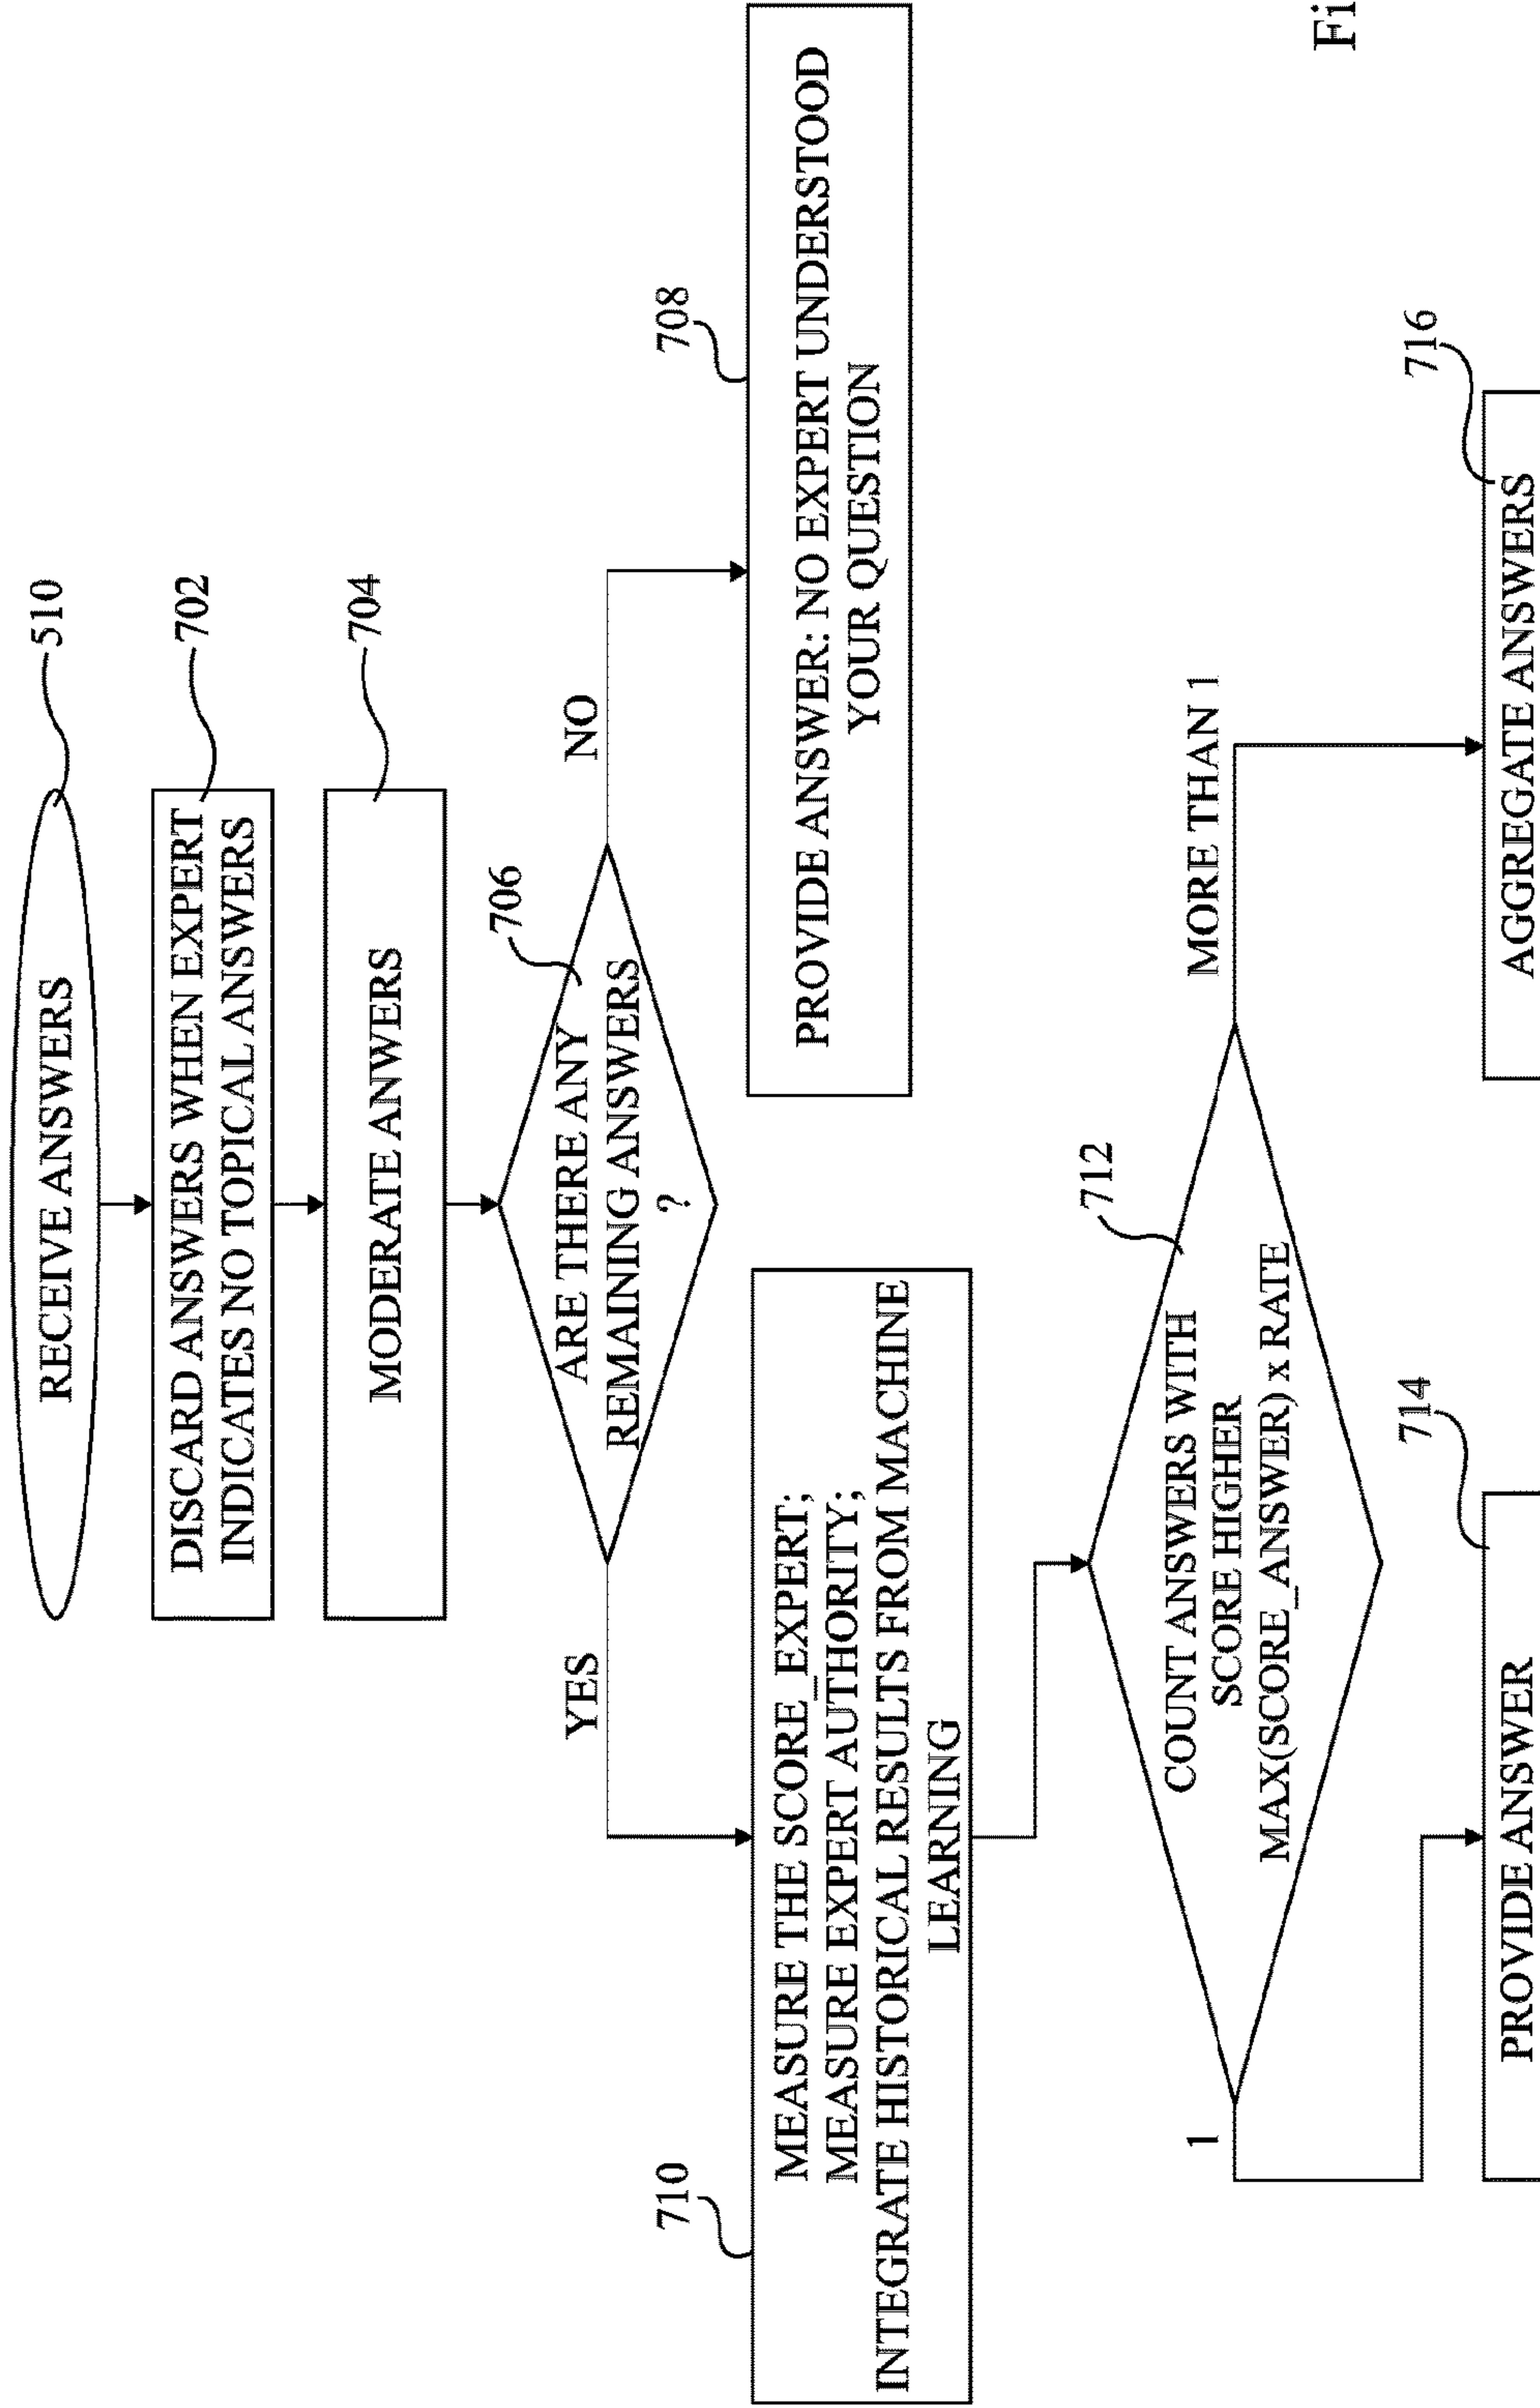 RECEIVE ANSWERS
510
DISCARD ANSWERS WHEN EXPERT
INDICATES NO TOPICAL ANSWERS
702
MODERATE ANWERS
704
ARE THERE ANY
REMAINING ANSWERS
?
706
YES
NO
PROVIDE ANSWER: NO EXPERT UNDERSTOOD
YOUR QUESTION
708
710
MEASURE THE SCORE_EXPERT;
MEASURE EXPERT AUTHORITY;
INTEGRATE HISTORICAL RESULTS FROM MACHINE
LEARNING
COUNT ANSWERS WITH
SCORE HIGHER
MAX(SCORE_ANSWER) x RATE
712
1
MORE THAN 1
PROVIDE ANSWER
714
AGGREGATE ANSWERS
716
Fi